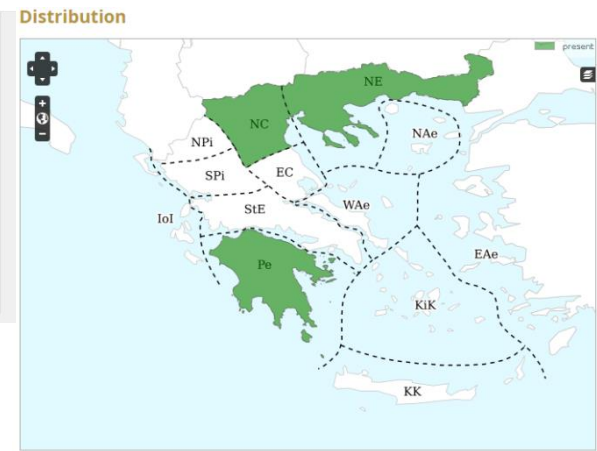 Distribution
present
NE
NC
NAe
NPi
EC
SPi
WAe
StE
IoI
EAe
Pe
KiK
KK